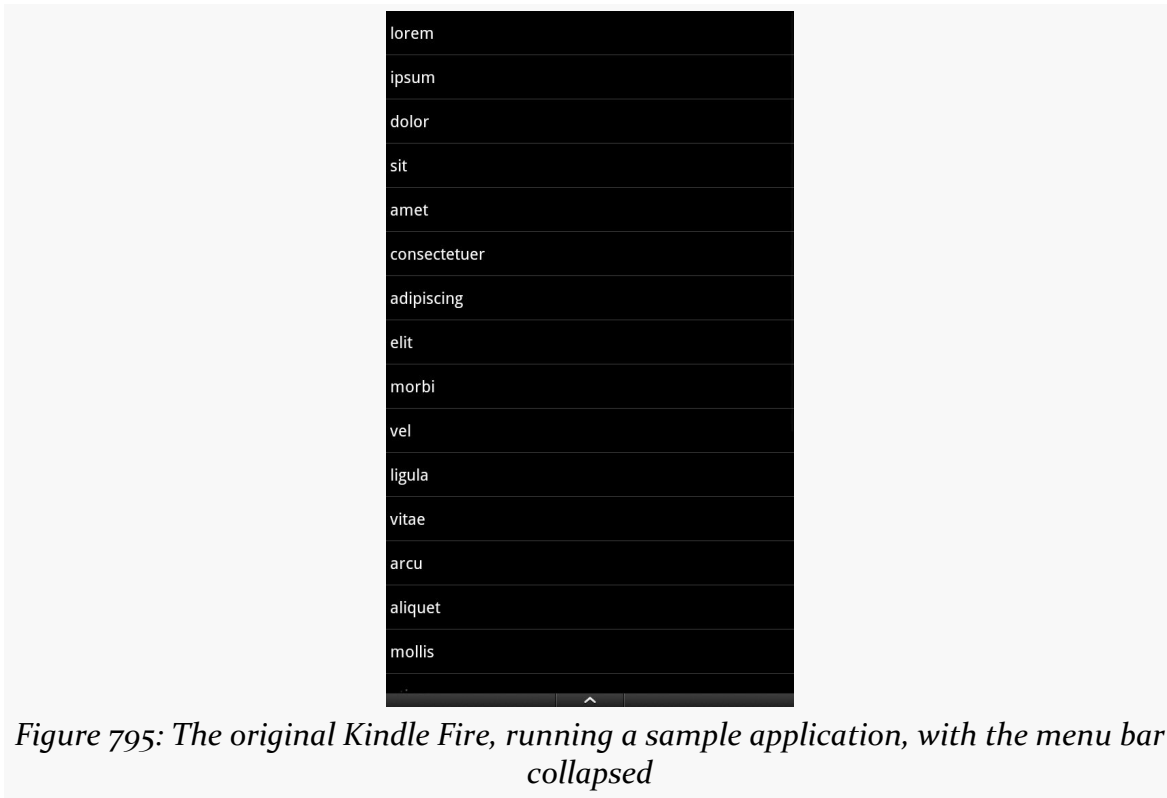 lorem
ipsum
dolor
sit
amet
consectetuer
adipiscing
elit
morbi
vel
ligula
vitae
arcu
aliquet
mollis
Figure 795: The original Kindle Fire, running a sample application, with the menu bar
collapsed